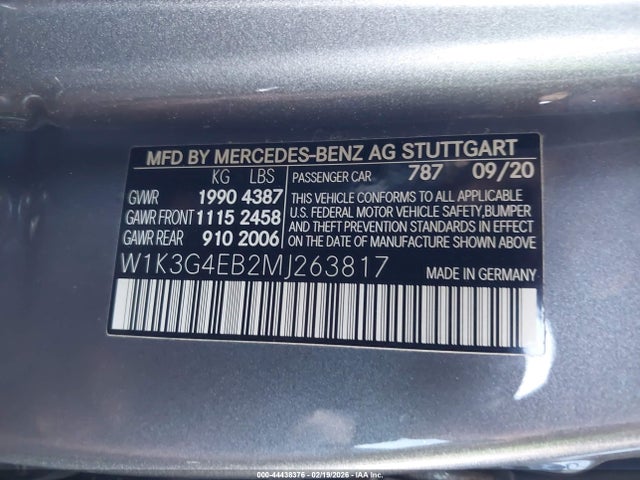 MFD BY MERCEDES-BENZ AG STUTTGART
KG LBS PASSENGER CAR 787 09/20
GVWR 1990 4387 THIS VEHICLE CONFORMS TO ALL APPLICABLE
GAWR FRONT 1115 2458 U.S. FEDERAL MOTOR VEHICLE SAFETY,BUMPER
GAWR REAR 910 2006 AND THEFT PREVENTION STANDARDS IN EFFECT
ON THE DATE OF MANUFACTURE SHOWN ABOVE.
W1K3G4EB2MJ263817 MADE IN GERMANY
000-44438376 - 02/19/2026 - IAA Inc.